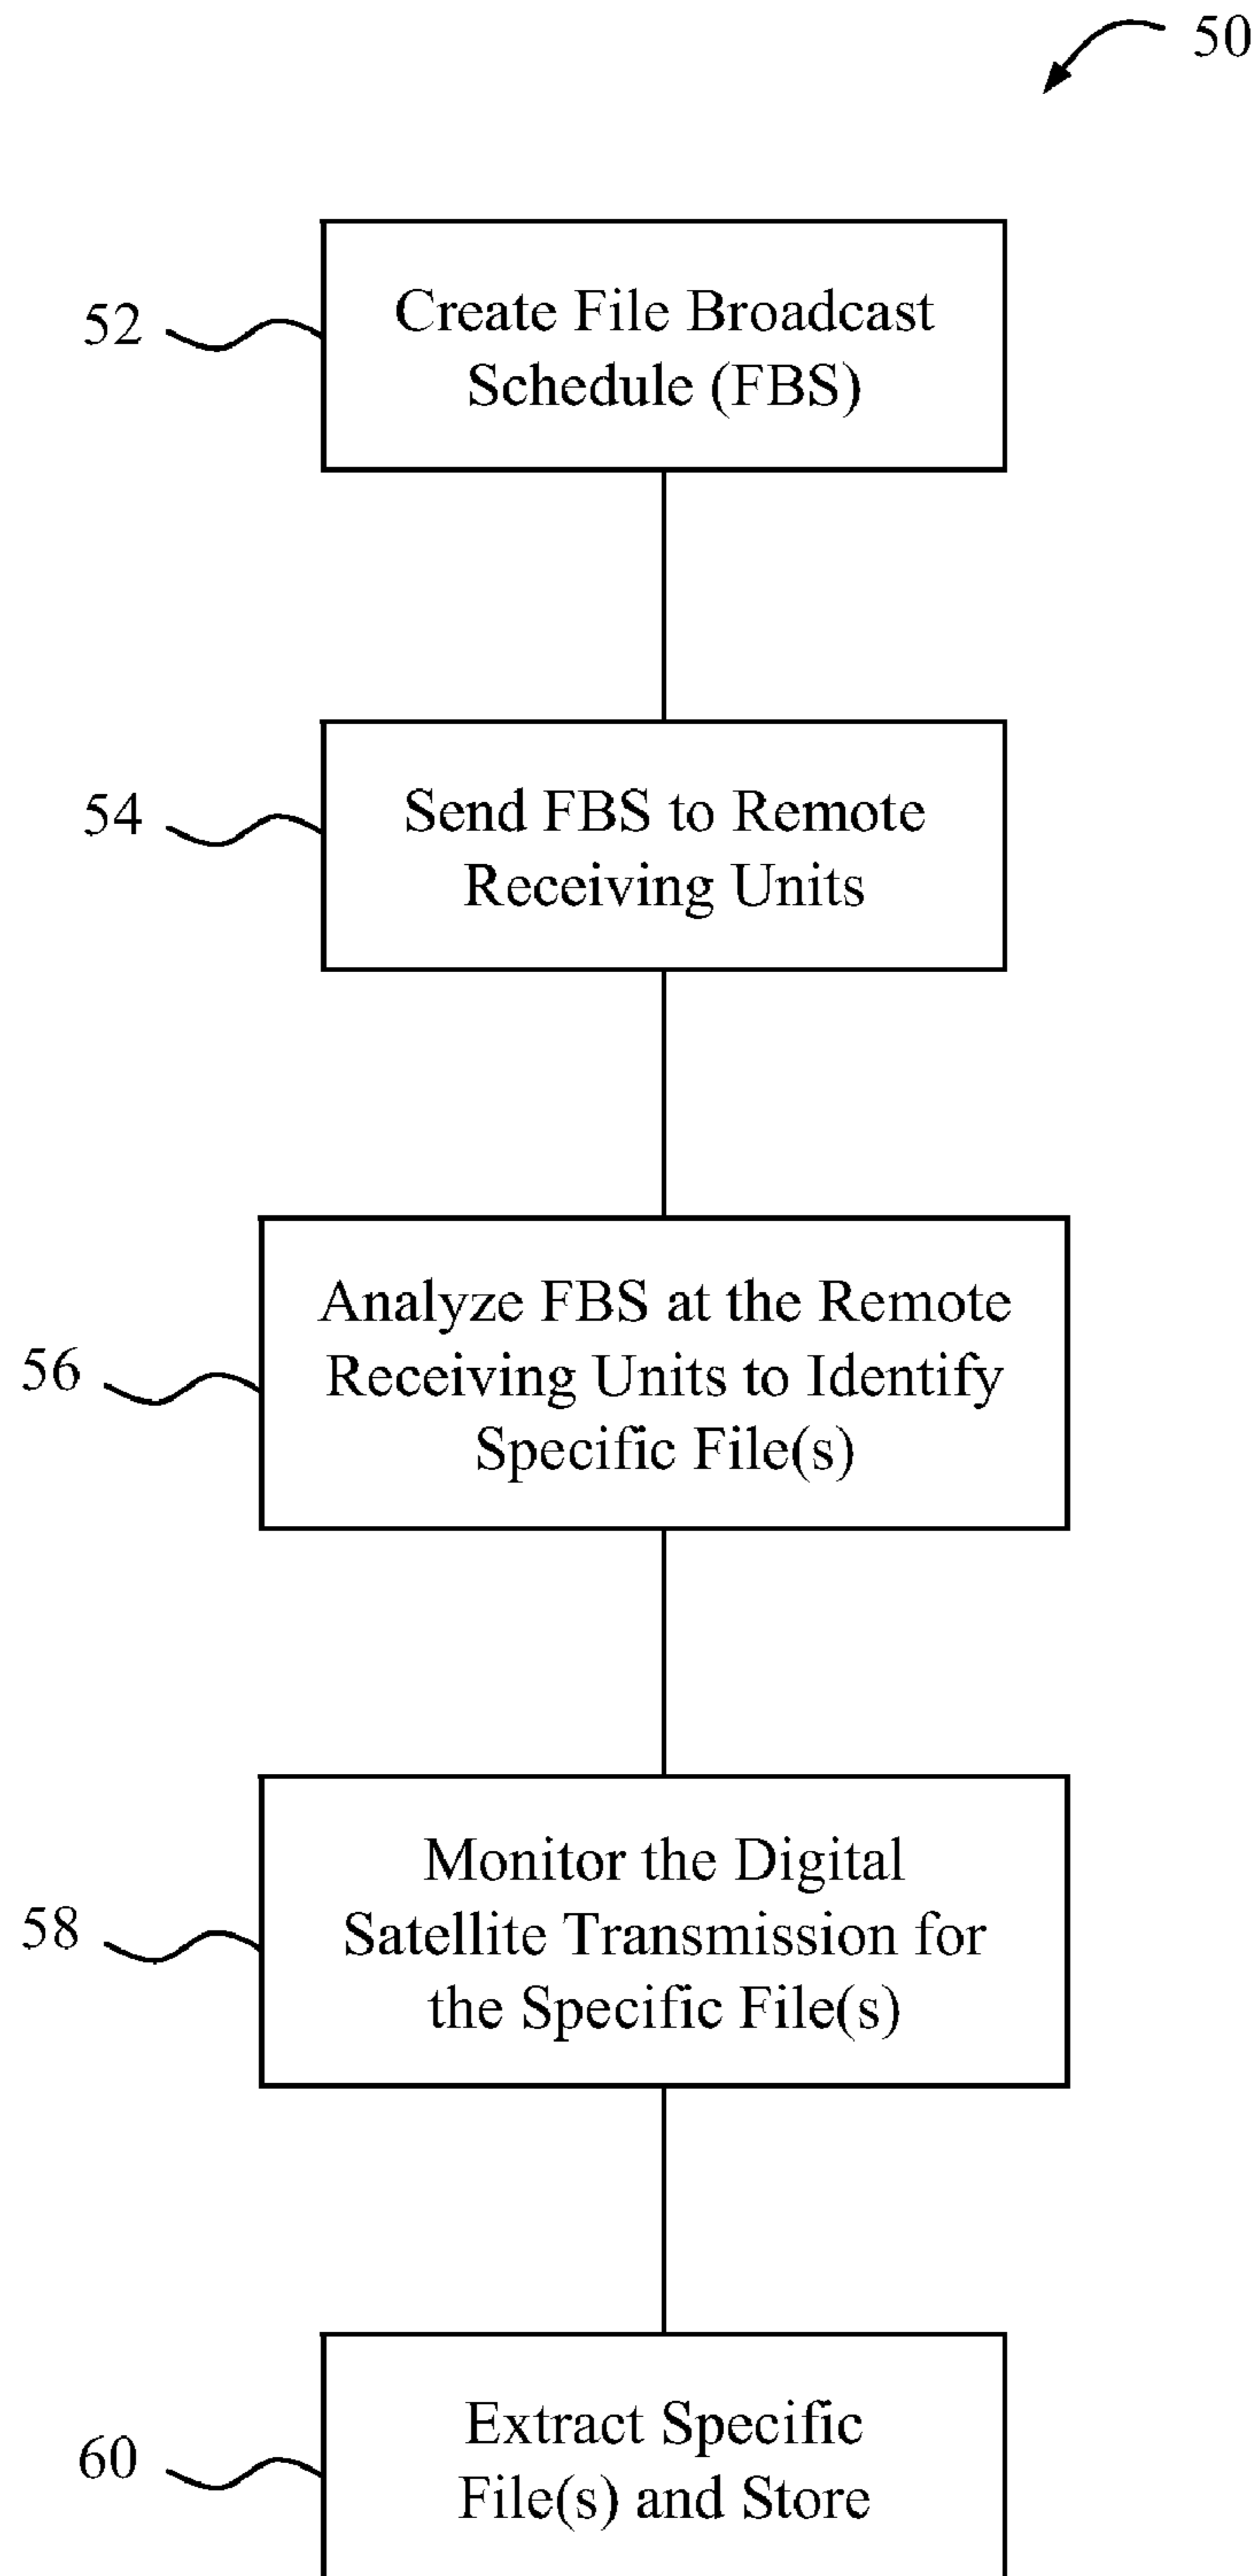 50
52
Create File Broadcast
Schedule (FBS)
54
Send FBS to Remote
Receiving Units
56
Analyze FBS at the Remote
Receiving Units to Identify
Specific File(s)
58
Monitor the Digital
Satellite Transmission for
the Specific File(s)
60
Extract Specific
File(s) and Store